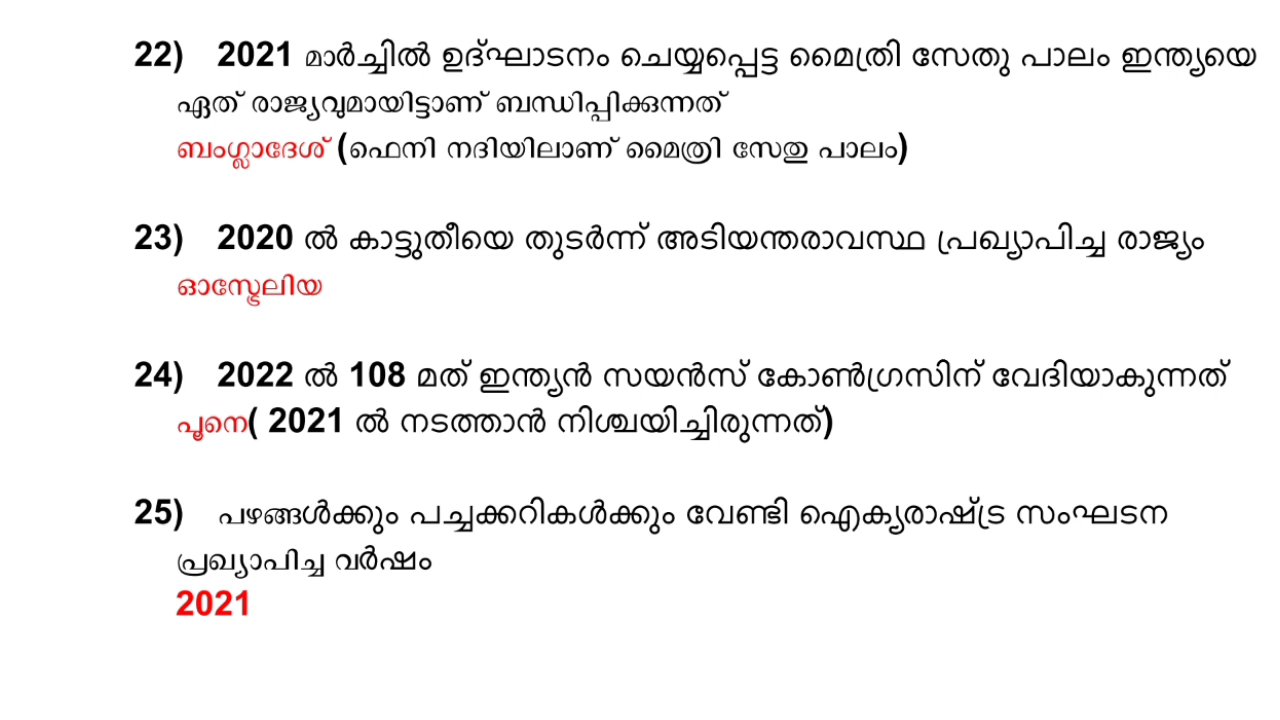 22) 2021 മാർച്ചിൽ ഉദ്ഘാടനം ചെയ്യപ്പെട്ട മൈത്രി സേതു പാലം ഇന്ത്യയെ
ഏത് രാജ്യവുമായിട്ടാണ് ബന്ധിപ്പിക്കുന്നത്
ബംഗ്ലാദേശ് (ഫെനി നദിയിലാണ് മൈത്രി സേതു പാലം)
23) 2020 ൽ കാട്ടുതീയെ തുടർന്ന് അടിയന്തരാവസ്ഥ പ്രഖ്യാപിച്ച രാജ്യം
ഓസ്ട്രേലിയ
24) 2022 ൽ 108 മത് ഇന്ത്യൻ സയൻസ് കോൺഗ്രസിന് വേദിയാകുന്നത്
പൂനെ( 2021 ൽ നടത്താൻ നിശ്ചയിച്ചിരുന്നത്)
25) പഴങ്ങൾക്കും പച്ചക്കറികൾക്കും വേണ്ടി ഐക്യരാഷ്ട്ര സംഘടന
പ്രഖ്യാപിച്ച വർഷം
2021